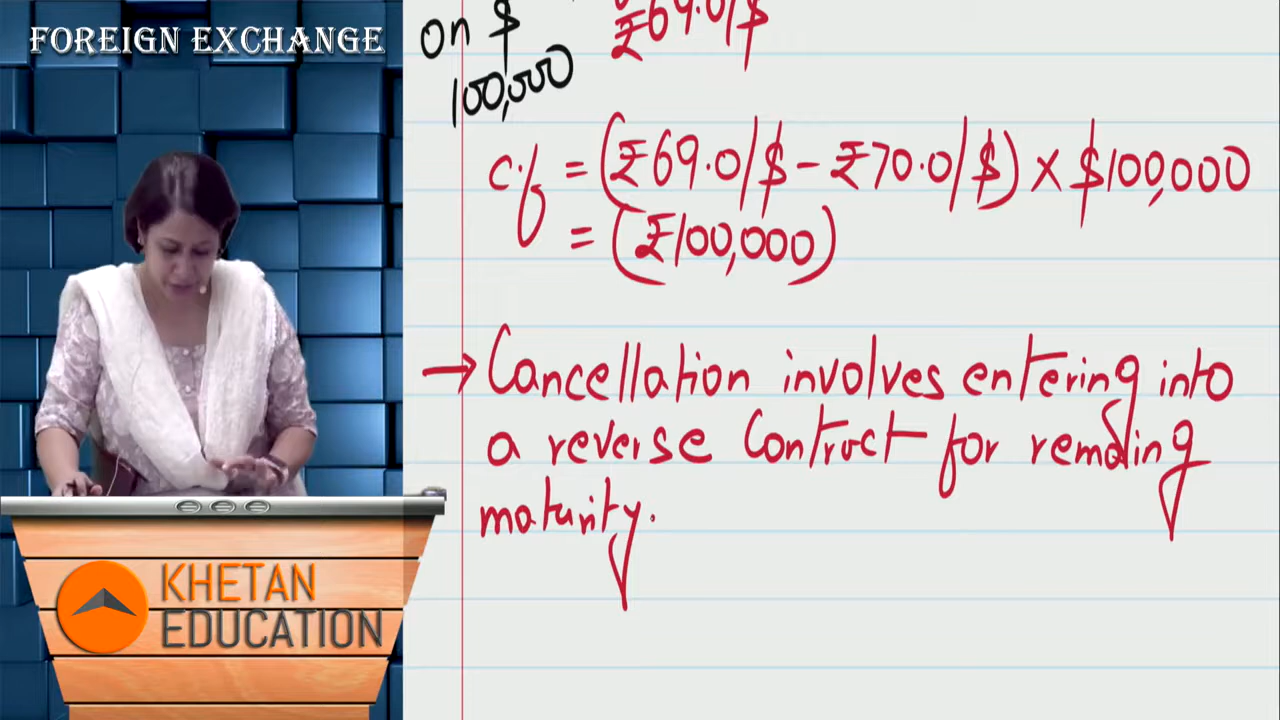 FOREIGN EXCHANGE
on $
100,000
₹69.0/$
c.f = (₹69.0/$ - ₹70.0/$) × $100,000
= (₹100,000)
→ Cancellation involves entering into
a reverse contract for remaing
maturity.
KHETAN
EDUCATION